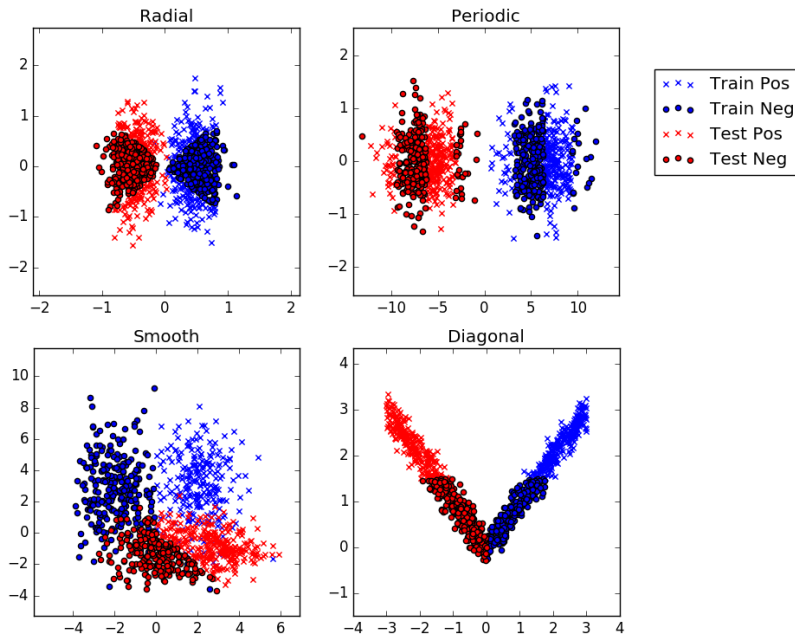 Radial
Periodic
2
1
0
−1
−2
−2 −1 0 1 2
2
1
0
−1
−2
−10 −5 0 5 10
Train Pos
Train Neg
Test Pos
Test Neg
Smooth
Diagonal
10
8
6
4
2
0
−2
−4
−4 −2 0 2 4 6
4
3
2
1
0
−1
−4 −3 −2 −1 0 1 2 3 4